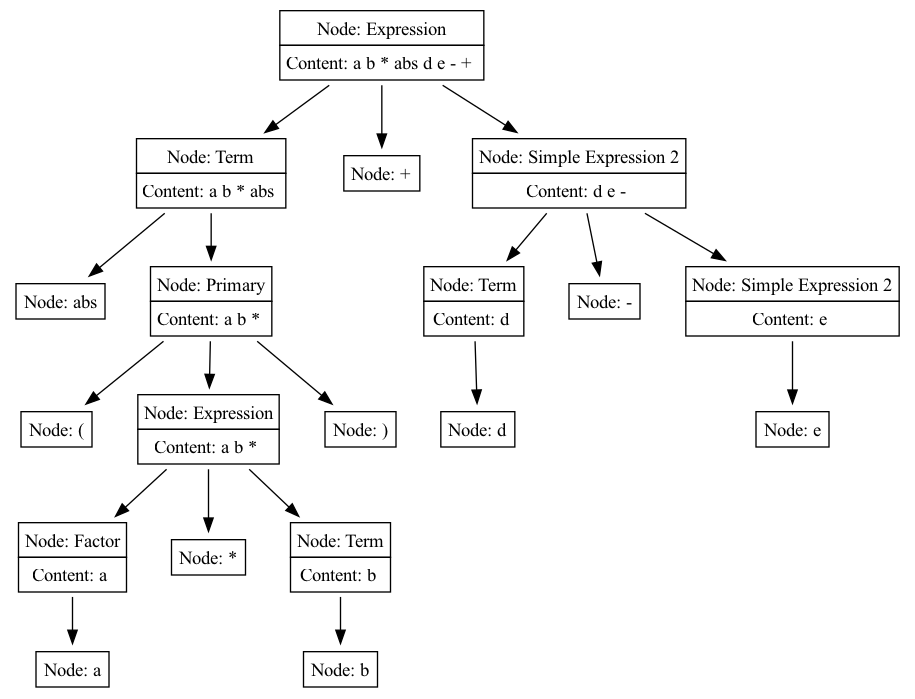 Node: Expression
Content: a b * abs d e - +
Node: Term
Content: a b * abs
Node: +
Node: Simple Expression 2
Content: d e -
Node: abs
Node: Primary
Content: a b *
Node: Term
Content: d
Node: -
Node: Simple Expression 2
Content: e
Node: (
Node: Expression
Content: a b *
Node: )
Node: d
Node: e
Node: Factor
Content: a
Node: *
Node: Term
Content: b
Node: a
Node: b